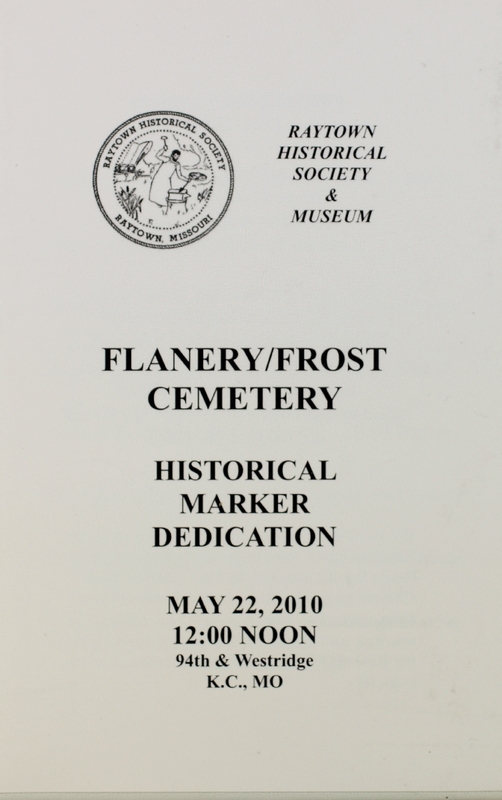 RAYTOWN HISTORICAL SOCIETY
RAYTOWN, MISSOURI
RAYTOWN
HISTORICAL
SOCIETY
&
MUSEUM
FLANERY/FROST
CEMETERY
HISTORICAL
MARKER
DEDICATION
MAY 22, 2010
12:00 NOON
94th & Westridge
K.C., MO